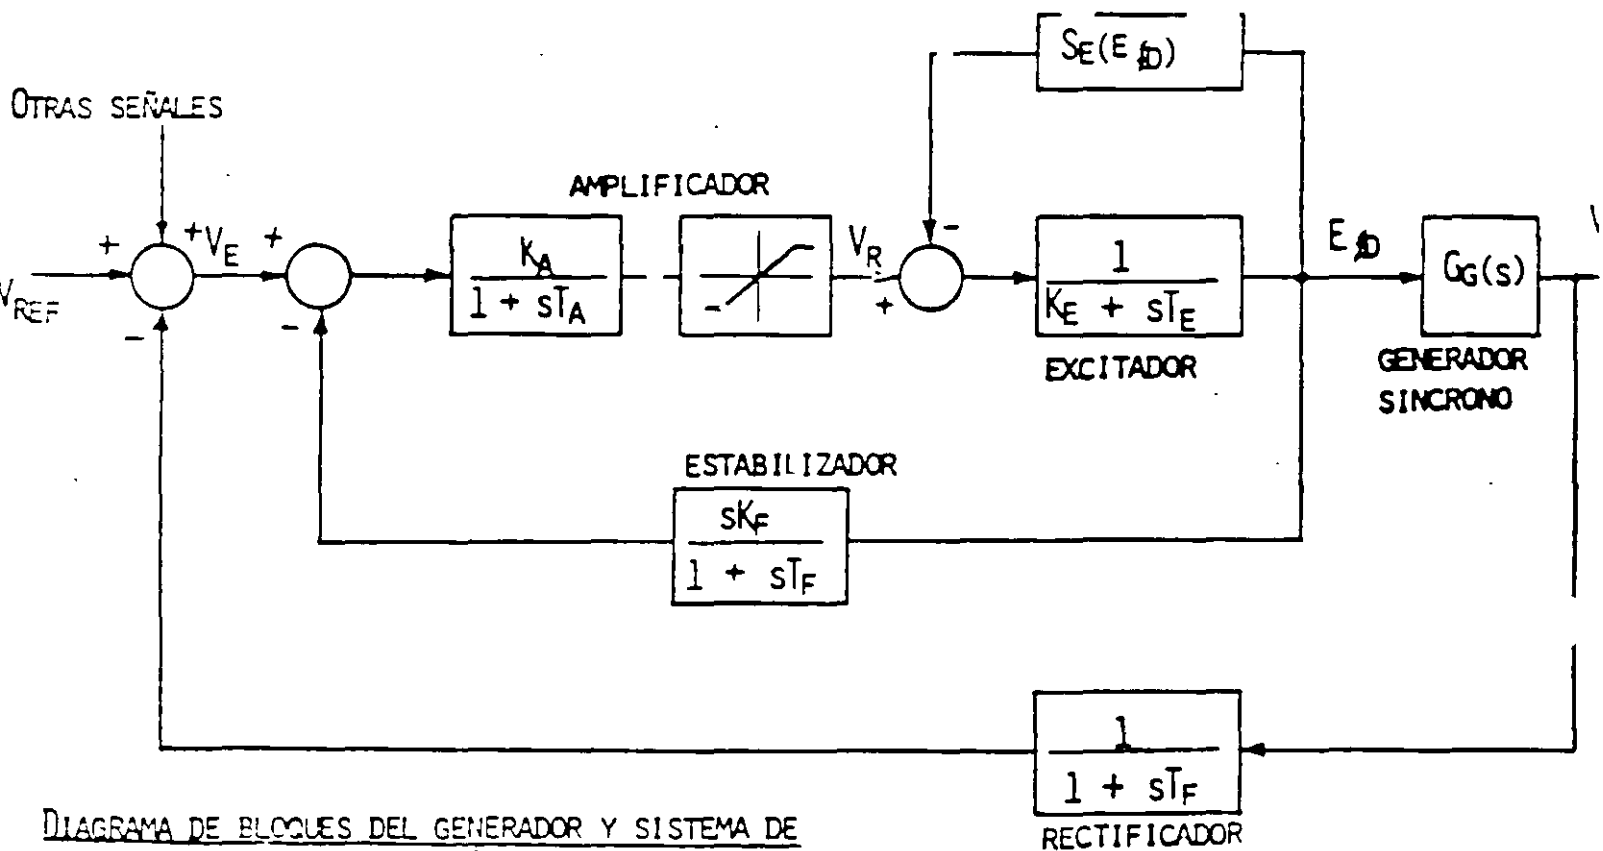 SE(EfD)
OTRAS SEÑALES
AMPLIFICADOR
+
+VE
+
VREF
-
-
KA
1 + sTA
VR
+
-
1
KE + sTE
EXCITADOR
EfD
GG(s)
V
GENERADOR
SINCRONO
ESTABILIZADOR
sKF
1 + sTF
1
1 + sTF
RECTIFICADOR
DIAGRAMA DE BLOQUES DEL GENERADOR Y SISTEMA DE